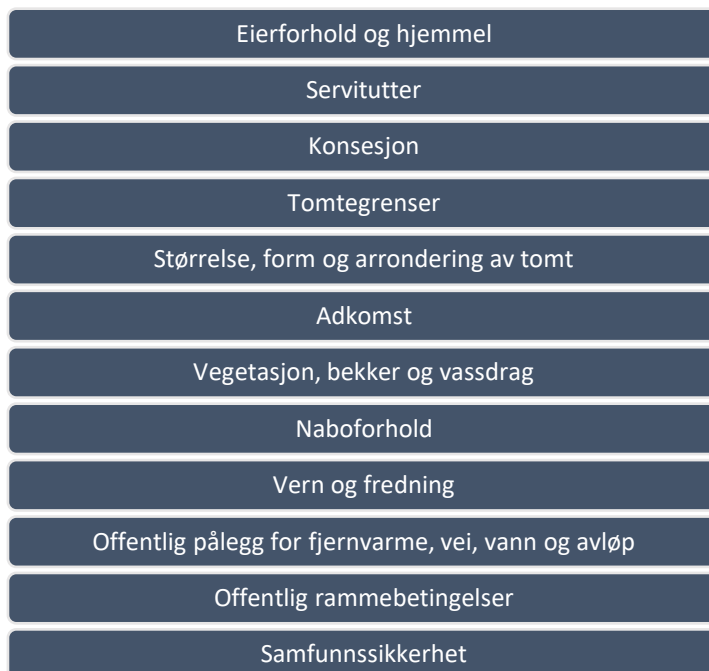 Eierforhold og hjemmel
Servitutter
Konsesjon
Tomtegrenser
Størrelse, form og arrondering av tomt
Adkomst
Vegetasjon, bekker og vassdrag
Naboforhold
Vern og fredning
Offentlig pålegg for fjernvarme, vei, vann og avløp
Offentlig rammebetingelser
Samfunnssikkerhet